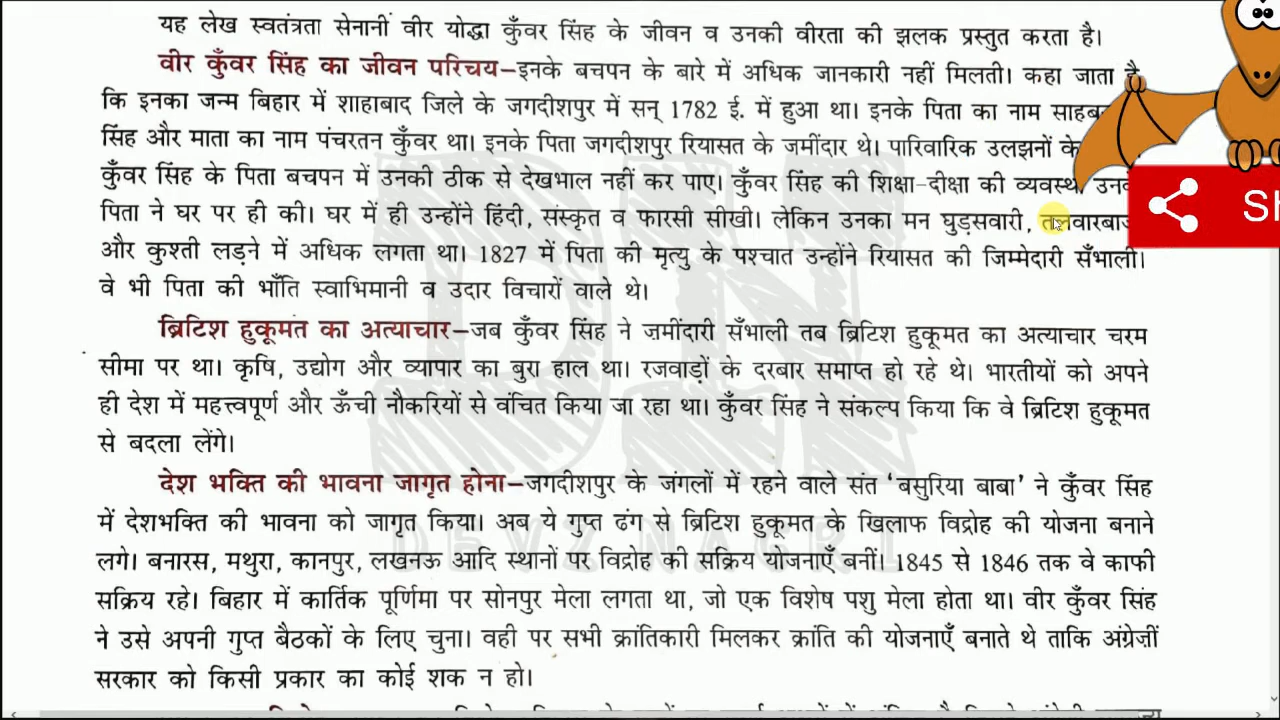 यह लेख स्वतंत्रता सेनानी वीर योद्धा कुँवर सिंह के जीवन व उनकी वीरता की झलक प्रस्तुत करता है।
वीर कुँवर सिंह का जीवन परिचय–इनके बचपन के बारे में अधिक जानकारी नहीं मिलती। कहा जाता है
कि इनका जन्म बिहार में शाहाबाद जिले के जगदीशपुर में सन् 1782 ई. में हुआ था। इनके पिता का नाम
सिंह और माता का नाम पंचरतन कुँवर था। इनके पिता जगदीशपुर रियासत के जमींदार थे। पारिवारिक उलझनों के
कुँवर सिंह के पिता बचपन में उनकी ठीक से देखभाल नहीं कर पाए। कुँवर सिंह की शिक्षा-दीक्षा की व्यवस्था
पिता ने घर पर ही की। घर में ही उन्होंने हिंदी, संस्कृत व फारसी सीखी। लेकिन उनका मन घुड़सवारी,
और कुश्ती लड़ने में अधिक लगता था। 1827 में पिता की मृत्यु के पश्चात उन्होंने रियासत की जिम्मेदारी सँभाली।
वे भी पिता की भाँति स्वाभिमानी व उदार विचारों वाले थे।
ब्रिटिश हुकूमत का अत्याचार–जब कुँवर सिंह ने ज़मींदारी सँभाली तब ब्रिटिश हुकूमत का अत्याचार चरम
सीमा पर था। कृषि, उद्योग और व्यापार का बुरा हाल था। रजवाड़ों के दरबार समाप्त हो रहे थे। भारतीयों को अपने
ही देश में महत्त्वपूर्ण और ऊँची नौकरियों से वंचित किया जा रहा था। कुँवर सिंह ने संकल्प किया कि वे ब्रिटिश हुकूमत
से बदला लेंगे।
देश भक्ति की भावना जागृत होना–जगदीशपुर के जंगलों में रहने वाले संत ‘बसुरिया बाबा’ ने कुँवर सिंह
में देशभक्ति की भावना को जागृत किया। अब ये गुप्त ढंग से ब्रिटिश हुकूमत के खिलाफ विद्रोह की योजना बनाने
लगे। बनारस, मथुरा, कानपुर, लखनऊ आदि स्थानों पर विद्रोह की सक्रिय योजनाएँ बनीं। 1845 से 1846 तक वे काफी
सक्रिय रहे। बिहार में कार्तिक पूर्णिमा पर सोनपुर मेला लगता था, जो एक विशेष पशु मेला होता था। वीर कुँवर सिंह
ने उसे अपनी गुप्त बैठकों के लिए चुना। वही पर सभी क्रांतिकारी मिलकर क्रांति की योजनाएँ बनाते थे ताकि अंग्रेज़ीं
सरकार को किसी प्रकार का कोई शक न हो।
DN
DEVZ NAGRI